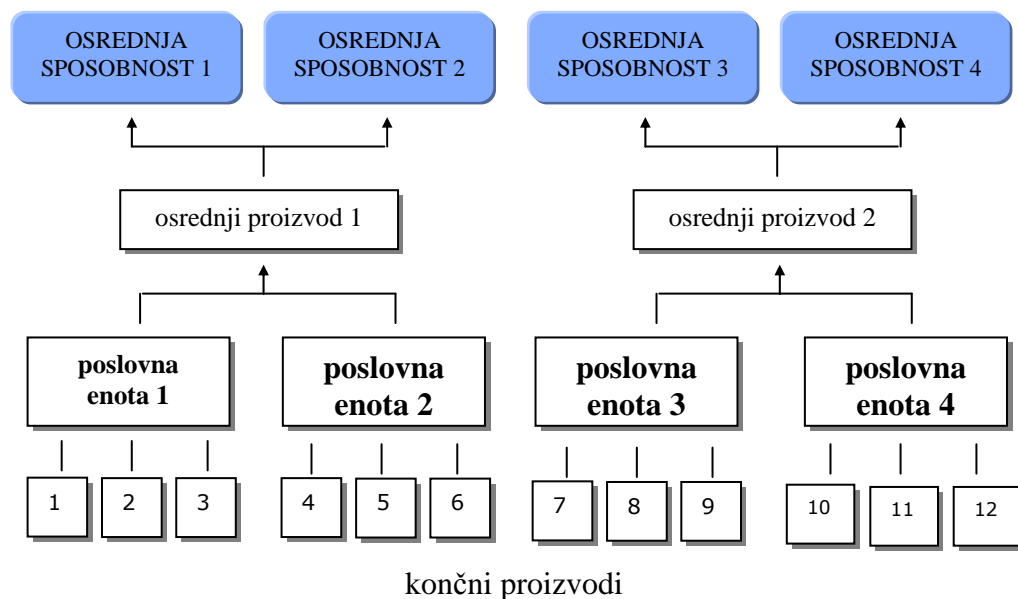 OSREDNJA
SPOSOBNOST 1
OSREDNJA
SPOSOBNOST 2
OSREDNJA
SPOSOBNOST 3
OSREDNJA
SPOSOBNOST 4
osrednji proizvod 1
osrednji proizvod 2
poslovna
enota 1
poslovna
enota 2
poslovna
enota 3
poslovna
enota 4
1
2
3
4
5
6
7
8
9
10
11
12
končni proizvodi